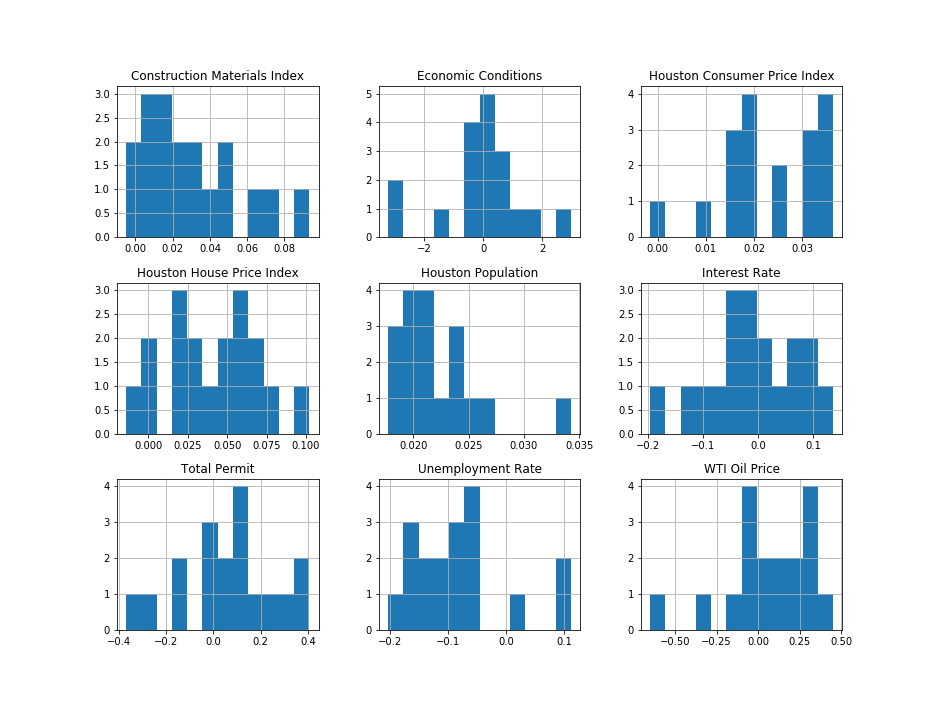 Construction Materials Index
Economic Conditions
Houston Consumer Price Index
3.0
2.5
2.0
1.5
1.0
0.5
0.0
0.00 0.02 0.04 0.06 0.08
5
4
3
2
1
0
−2 0 2
4
3
2
1
0
0.00 0.01 0.02 0.03
Houston House Price Index
Houston Population
Interest Rate
3.0
2.5
2.0
1.5
1.0
0.5
0.0
0.000 0.025 0.050 0.075 0.100
4
3
2
1
0
0.020 0.025 0.030 0.035
3.0
2.5
2.0
1.5
1.0
0.5
0.0
−0.2 −0.1 0.0 0.1
Total Permit
Unemployment Rate
WTI Oil Price
4
3
2
1
0
−0.4 −0.2 0.0 0.2 0.4
4
3
2
1
0
−0.2 −0.1 0.0 0.1
4
3
2
1
0
−0.50 −0.25 0.00 0.25 0.50